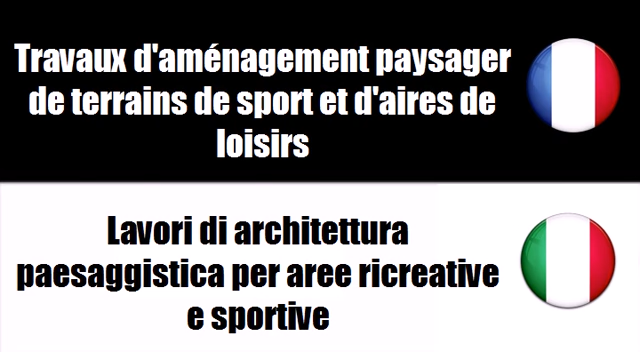 Travaux d'aménagement paysager
de terrains de sport et d'aires de
loisirs
Lavori di architettura
paesaggistica per aree ricreative
e sportive